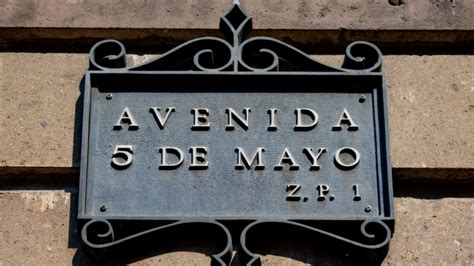 AVENIDA
5 DE MAYO
Z. P. 1